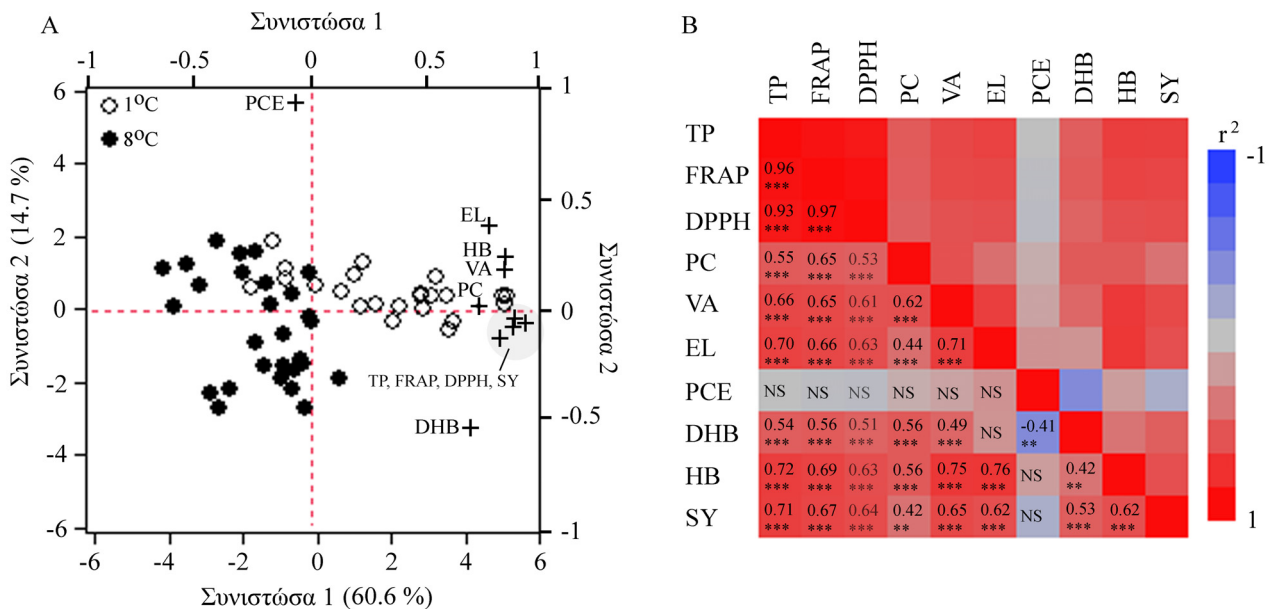 A
Συνιστώσα 1
-1 -0.5 0 0.5 1
1°C
8°C
PCE
EL
HB
VA
PC
TP, FRAP, DPPH, SY
DHB
6
4
2
0
-2
-4
-6
Συνιστώσα 2 (14.7 %)
1
0.5
0
-0.5
-1
Συνιστώσα 2
-6 -4 -2 0 2 4 6
Συνιστώσα 1 (60.6 %)
B
TP FRAP DPPH PC VA EL PCE DHB HB SY
TP
FRAP 0.96
***
DPPH 0.93 0.97
*** ***
PC 0.55 0.65 0.53
*** *** ***
VA 0.66 0.65 0.61 0.62
*** *** *** ***
EL 0.70 0.66 0.63 0.44 0.71
*** *** *** *** ***
PCE NS NS NS NS NS NS
DHB 0.54 0.56 0.51 0.56 0.49 NS -0.41
*** *** *** *** *** **
HB 0.72 0.69 0.63 0.56 0.75 0.76 NS 0.42
*** *** *** *** *** *** **
SY 0.71 0.67 0.64 0.42 0.65 0.62 NS 0.53 0.62
*** *** *** ** *** *** *** ***
r²
-1
1